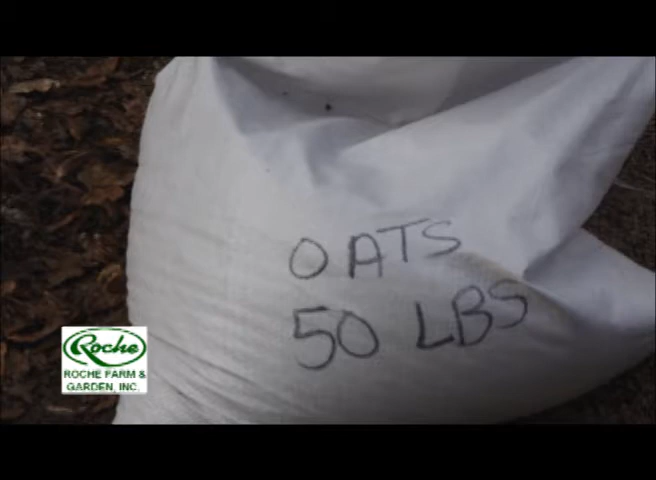 OATS
50 LBS
Roche
ROCHE FARM &
GARDEN, INC.